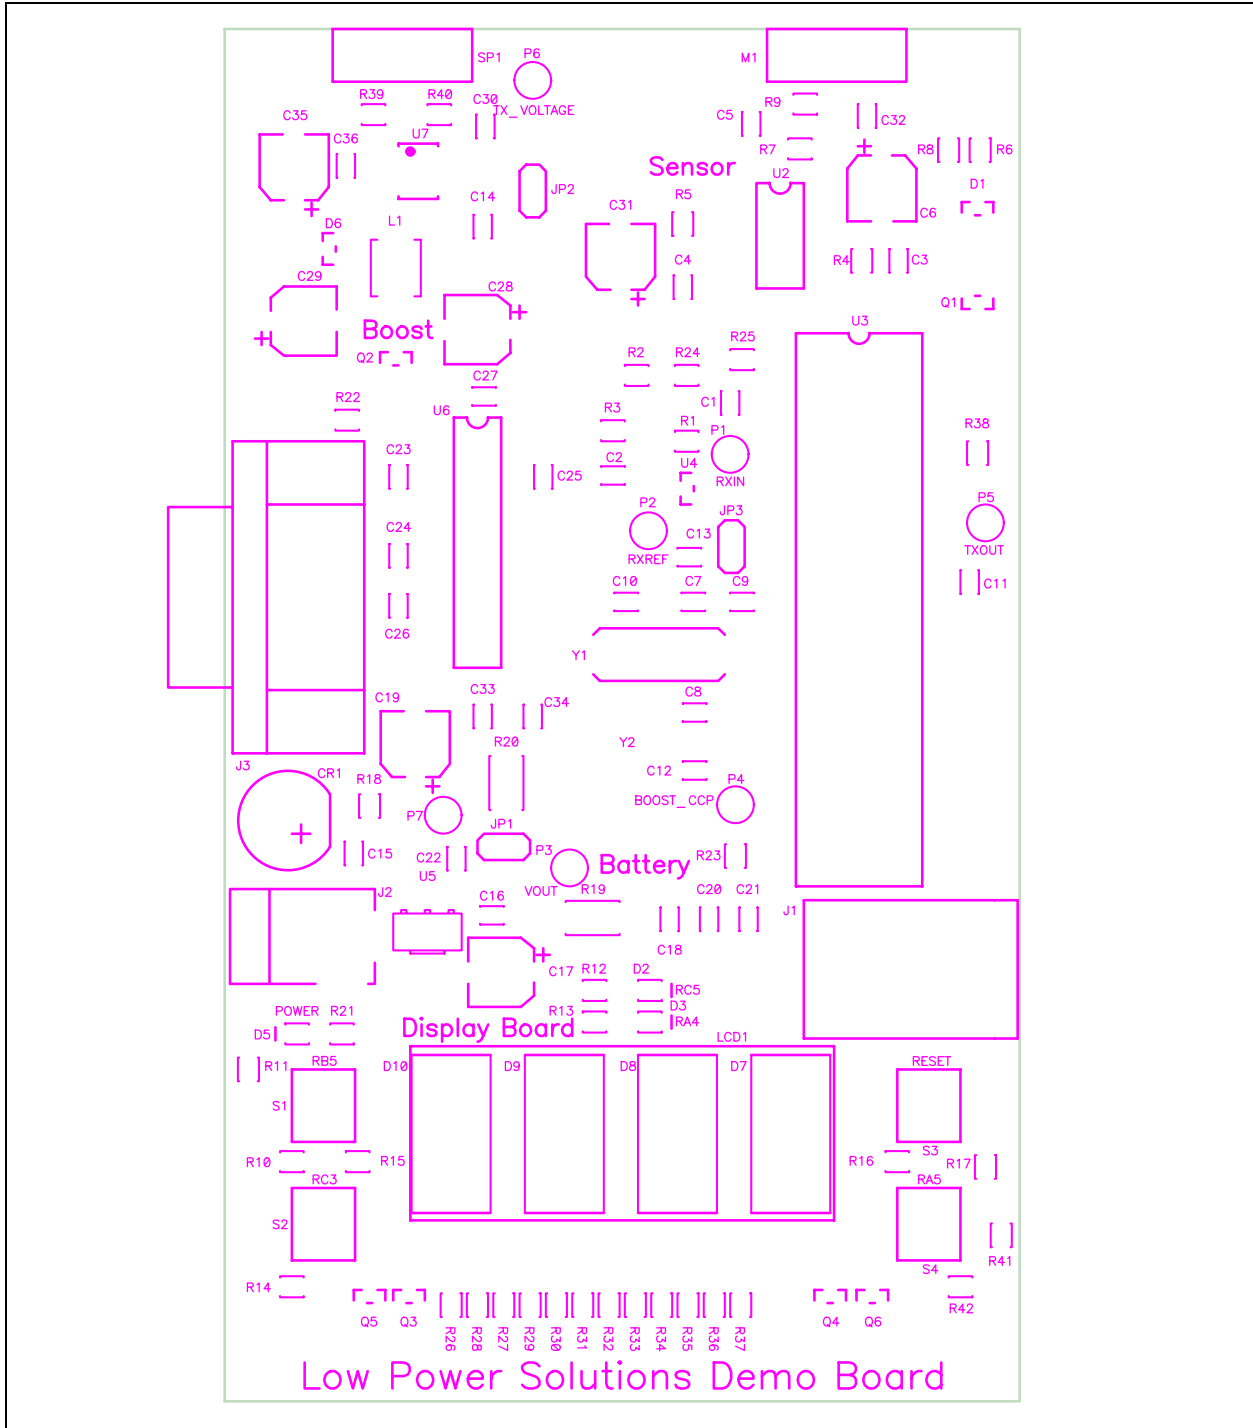 SP1
P6
M1
R39
R40
C30
TX_VOLTAGE
R9
C5
C32
C35
C36
U7
R7
R8
R6
Sensor
U2
D1
JP2
C14
C31
R5
C6
L1
D6
C4
R4
C3
C29
C28
Q1
U3
Boost
Q2
R2
R24
R25
C27
R22
U6
R3
R1
C1
P1
R38
C23
C25
C2
U4
RXIN
P2
JP3
P5
C24
RXREF
C13
TXOUT
C10
C7
C9
C11
C26
Y1
C19
C33
C34
C8
R20
Y2
J3
CR1
R18
C12
P4
BOOST_CCP
P7
JP1
C15
C22
P3
R23
U5
Battery
J2
VOUT
C16
R19
C20
C21
J1
C18
C17
R12
D2
RC5
POWER
R21
R13
D3
RA4
D5
Display Board
LCD1
R11
RB5
D10
D9
D8
D7
RESET
S1
S3
R10
R15
R16
R17
RC3
RA5
S2
S4
R41
R14
R42
Q5
Q3
Q4
Q6
R26
R28
R27
R29
R30
R31
R32
R33
R34
R35
R36
R37
Low Power Solutions Demo Board